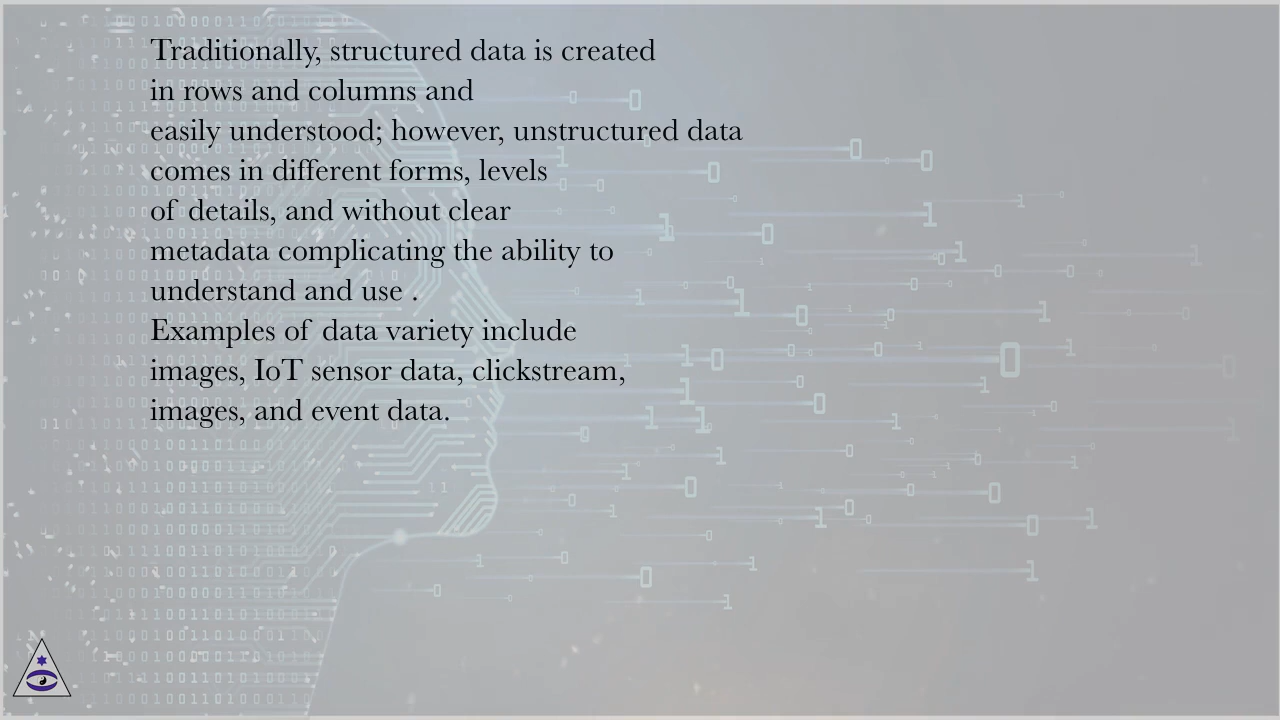 Traditionally, structured data is created
in rows and columns and
easily understood; however, unstructured data
comes in different forms, levels
of details, and without clear
metadata complicating the ability to
understand and use .
Examples of data variety include
images, IoT sensor data, clickstream,
images, and event data.